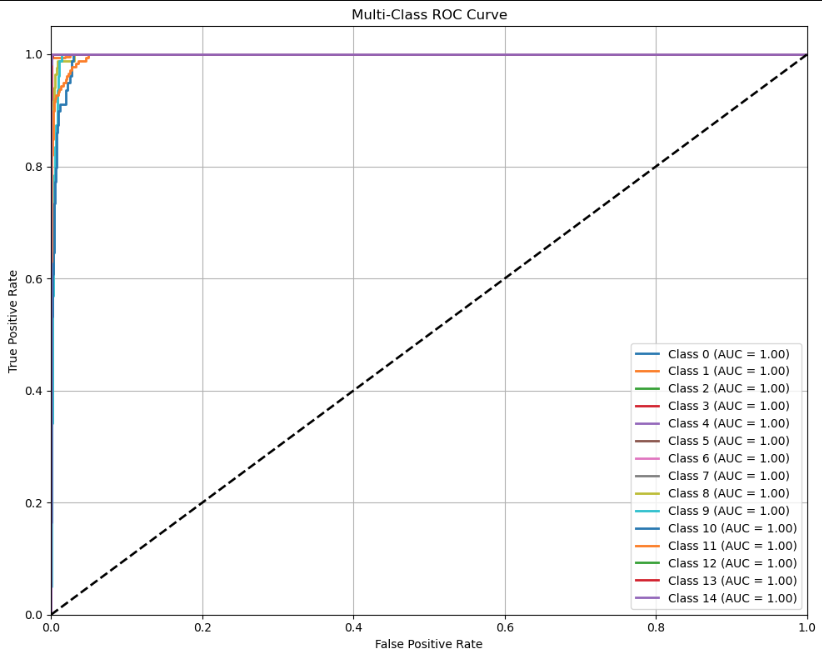 Multi-Class ROC Curve
True Positive Rate
1.0
0.8
0.6
0.4
0.2
0.0
Class 0 (AUC = 1.00)
Class 1 (AUC = 1.00)
Class 2 (AUC = 1.00)
Class 3 (AUC = 1.00)
Class 4 (AUC = 1.00)
Class 5 (AUC = 1.00)
Class 6 (AUC = 1.00)
Class 7 (AUC = 1.00)
Class 8 (AUC = 1.00)
Class 9 (AUC = 1.00)
Class 10 (AUC = 1.00)
Class 11 (AUC = 1.00)
Class 12 (AUC = 1.00)
Class 13 (AUC = 1.00)
Class 14 (AUC = 1.00)
0.0 0.2 0.4 0.6 0.8 1.0
False Positive Rate